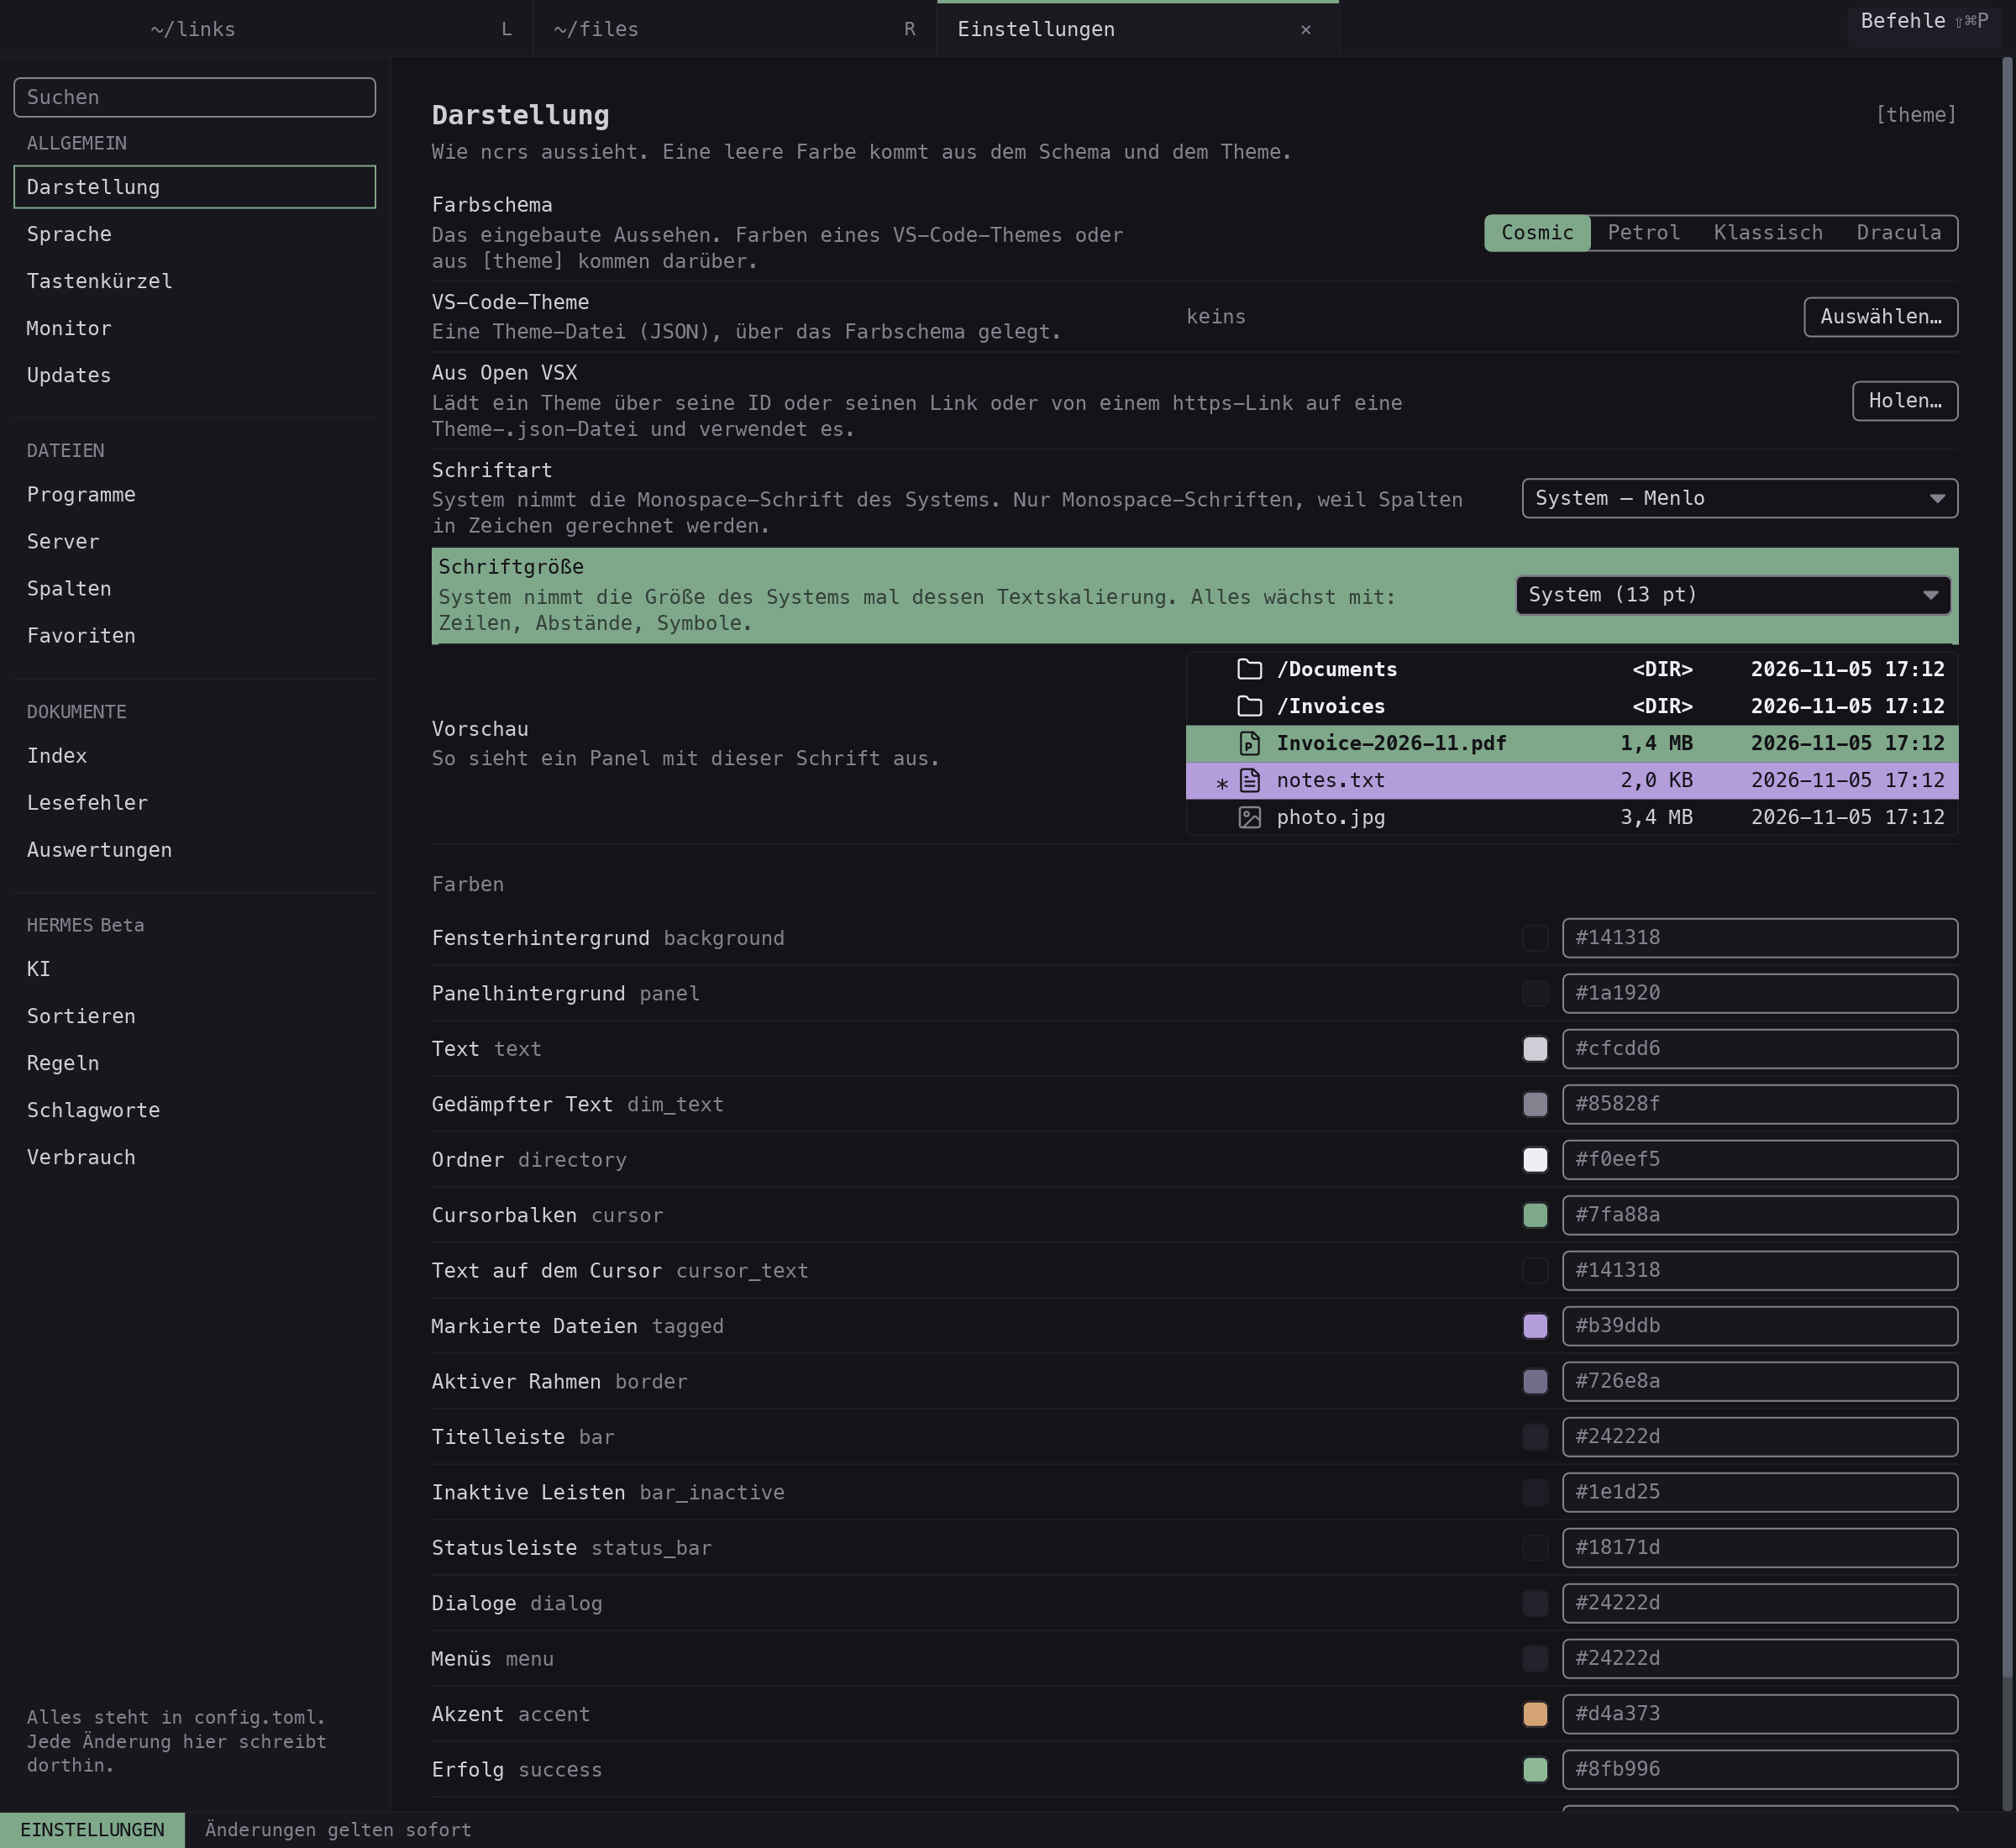 ~/links L ~/files R Einstellungen × Befehle ⇧⌘P
Suchen
ALLGEMEIN
Darstellung
Sprache
Tastenkürzel
Monitor
Updates
DATEIEN
Programme
Server
Spalten
Favoriten
DOKUMENTE
Index
Lesefehler
Auswertungen
HERMES Beta
KI
Sortieren
Regeln
Schlagworte
Verbrauch
Alles steht in config.toml.
Jede Änderung hier schreibt
dorthin.
Darstellung [theme]
Wie ncrs aussieht. Eine leere Farbe kommt aus dem Schema und dem Theme.
Farbschema
Das eingebaute Aussehen. Farben eines VS-Code-Themes oder
aus [theme] kommen darüber.
Cosmic Petrol Klassisch Dracula
VS-Code-Theme
Eine Theme-Datei (JSON), über das Farbschema gelegt.
keins Auswählen…
Aus Open VSX
Lädt ein Theme über seine ID oder seinen Link oder von einem https-Link auf eine
Theme-.json-Datei und verwendet es.
Holen…
Schriftart
System nimmt die Monospace-Schrift des Systems. Nur Monospace-Schriften, weil Spalten
in Zeichen gerechnet werden.
System — Menlo
Schriftgröße
System nimmt die Größe des Systems mal dessen Textskalierung. Alles wächst mit:
Zeilen, Abstände, Symbole.
System (13 pt)
Vorschau
So sieht ein Panel mit dieser Schrift aus.
/Documents <DIR> 2026-11-05 17:12
/Invoices <DIR> 2026-11-05 17:12
Invoice-2026-11.pdf 1,4 MB 2026-11-05 17:12
* notes.txt 2,0 KB 2026-11-05 17:12
photo.jpg 3,4 MB 2026-11-05 17:12
Farben
Fensterhintergrund background #141318
Panelhintergrund panel #1a1920
Text text #cfcdd6
Gedämpfter Text dim_text #85828f
Ordner directory #f0eef5
Cursorbalken cursor #7fa88a
Text auf dem Cursor cursor_text #141318
Markierte Dateien tagged #b39ddb
Aktiver Rahmen border #726e8a
Titelleiste bar #24222d
Inaktive Leisten bar_inactive #1e1d25
Statusleiste status_bar #18171d
Dialoge dialog #24222d
Menüs menu #24222d
Akzent accent #d4a373
Erfolg success #8fb996
EINSTELLUNGEN Änderungen gelten sofort